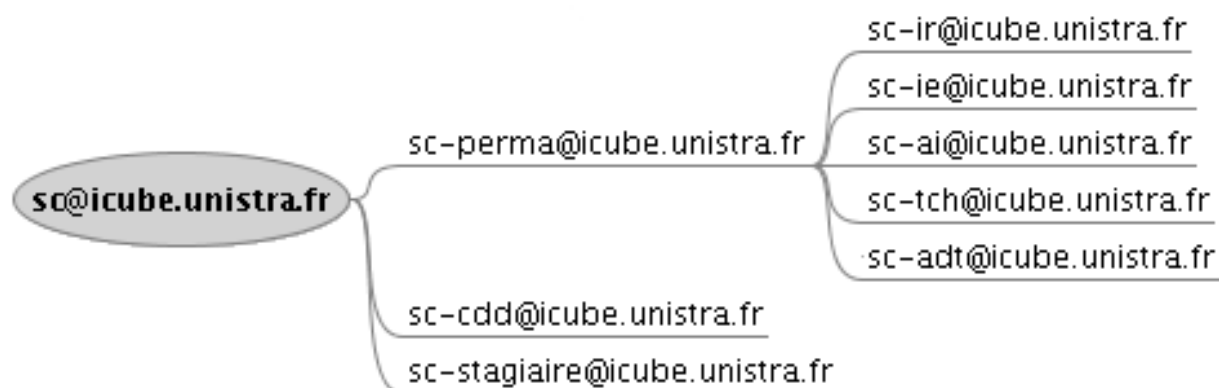 sc@icube.unistra.fr
sc-perma@icube.unistra.fr
sc-ir@icube.unistra.fr
sc-ie@icube.unistra.fr
sc-ai@icube.unistra.fr
sc-tch@icube.unistra.fr
sc-adt@icube.unistra.fr
sc-cdd@icube.unistra.fr
sc-stagiaire@icube.unistra.fr